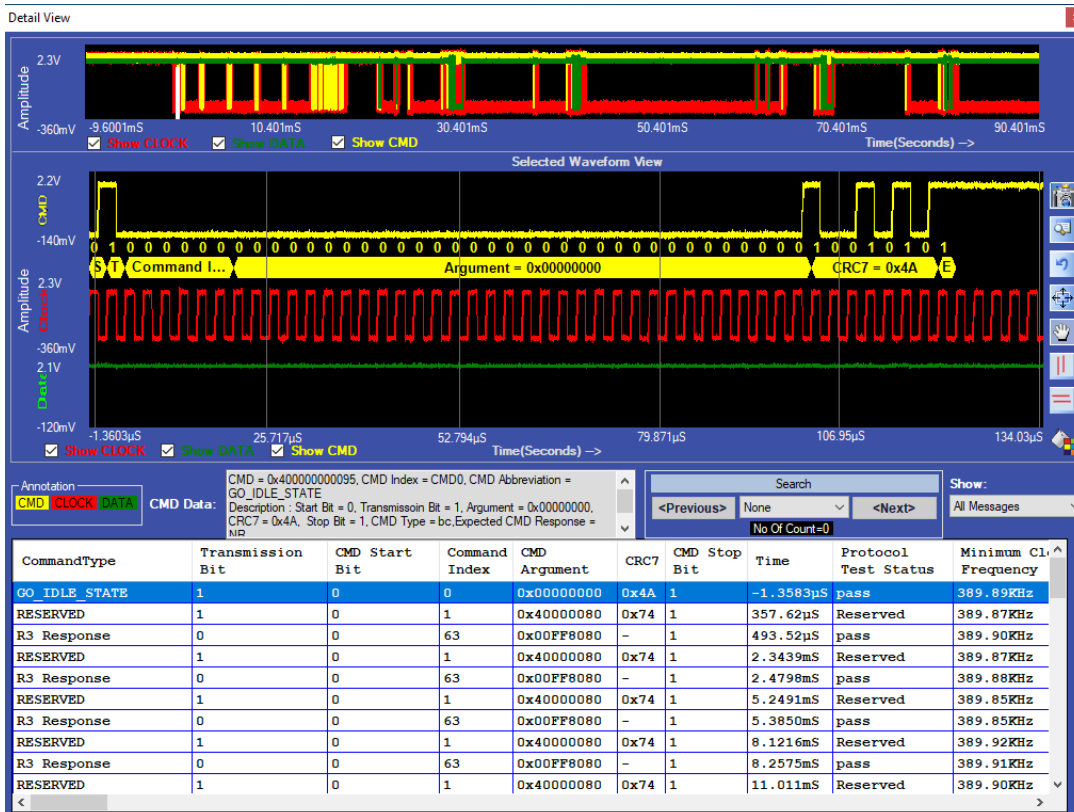 Detail View
2.3V
Amplitude
-360mV
-9.6001mS 10.401mS 30.401mS 50.401mS 70.401mS 90.401mS
Show CLOCK Show DATA Show CMD Time(Seconds) -->
Selected Waveform View
2.2V
CMD
-140mV
0 1 0 0 0 0 0 0 0 0 0 0 0 0 0 0 0 0 0 0 0 0 0 0 0 0 0 0 0 0 0 0 0 0 0 0 0 0 0 0 1 0 0 1 0 1 0 1
S T Command I... Argument = 0x00000000 CRC7 = 0x4A E
2.3V
Amplitude
Clock
-360mV
2.1V
Data
-120mV
-1.3603µS 25.717µS 52.794µS 79.871µS 106.95µS 134.03µS
Show CLOCK Show DATA Show CMD Time(Seconds) -->
Annotation
CMD CLOCK DATA
CMD Data:
CMD = 0x400000000095, CMD Index = CMD0, CMD Abbreviation =
GO_IDLE_STATE
Description : Start Bit = 0, Transmissoin Bit = 1, Argument = 0x00000000,
CRC7 = 0x4A, Stop Bit = 1, CMD Type = bc,Expected CMD Response =
NR
Search
<Previous> None <Next>
No Of Count=0
Show:
All Messages
CommandType Transmission Bit CMD Start Bit Command Index CMD Argument CRC7 CMD Stop Bit Time Protocol Test Status Minimum Cl Frequency
GO_IDLE_STATE 1 0 0 0x00000000 0x4A 1 -1.3583µS pass 389.89KHz
RESERVED 1 0 1 0x40000080 0x74 1 357.62µS Reserved 389.87KHz
R3 Response 0 0 63 0x00FF8080 - 1 493.52µS pass 389.90KHz
RESERVED 1 0 1 0x40000080 0x74 1 2.3439mS Reserved 389.87KHz
R3 Response 0 0 63 0x00FF8080 - 1 2.4798mS pass 389.88KHz
RESERVED 1 0 1 0x40000080 0x74 1 5.2491mS Reserved 389.85KHz
R3 Response 0 0 63 0x00FF8080 - 1 5.3850mS pass 389.85KHz
RESERVED 1 0 1 0x40000080 0x74 1 8.1216mS Reserved 389.92KHz
R3 Response 0 0 63 0x00FF8080 - 1 8.2575mS pass 389.91KHz
RESERVED 1 0 1 0x40000080 0x74 1 11.011mS Reserved 389.90KHz